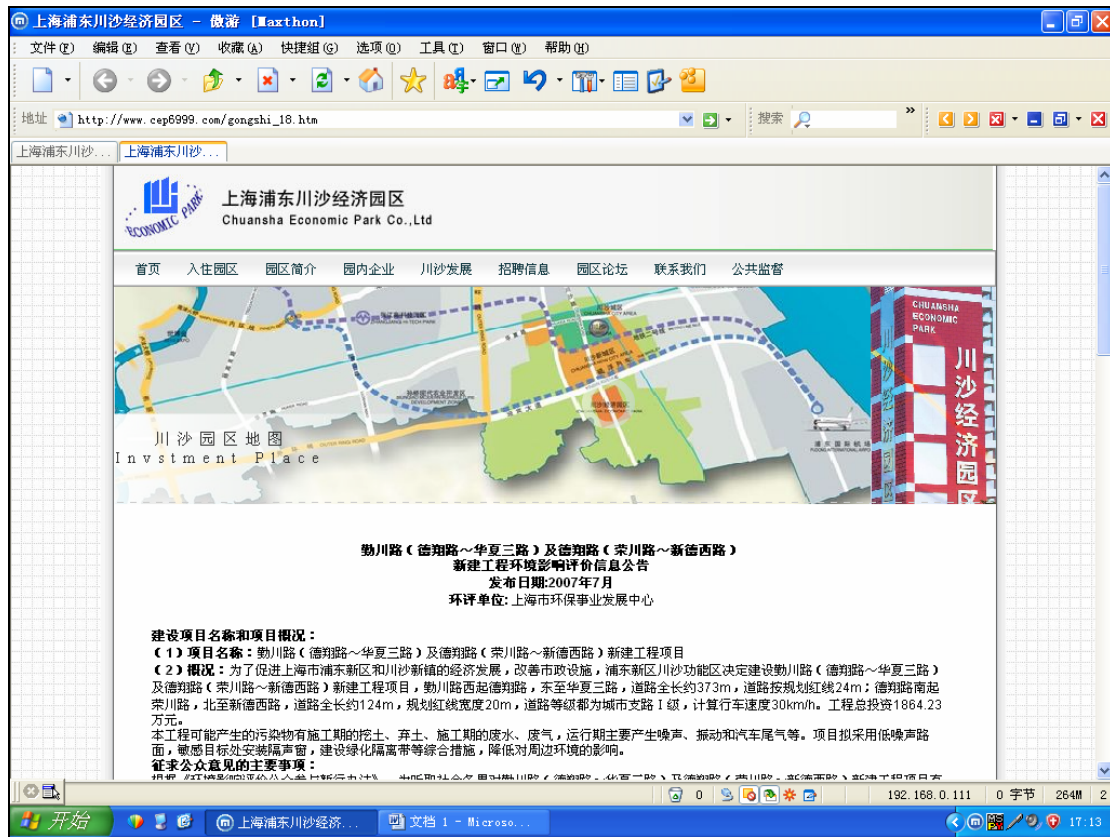 上海浦东川沙经济园区 - 傲游 [Maxthon]
文件(F) 编辑(E) 查看(V) 收藏(A) 快捷组(G) 选项(O) 工具(T) 窗口(W) 帮助(H)
地址 http://www.cep6999.com/gongshi_18.htm 搜索
上海浦东川沙... 上海浦东川沙...
ECONOMIC PARK
上海浦东川沙经济园区
Chuansha Economic Park Co.,Ltd
首页 入住园区 园区简介 园内企业 川沙发展 招聘信息 园区论坛 联系我们 公共监督
CHUANSHA
ECONOMIC
PARK
川沙经济园区
川沙园区地图
Invstment Place
勤川路(德翔路～华夏三路)及德翔路(荣川路～新德西路)
新建工程环境影响评价信息公告
发布日期:2007年7月
环评单位:上海市环保事业发展中心
建设项目名称和项目概况：
(1)项目名称：勤川路(德翔路～华夏三路)及德翔路(荣川路～新德西路)新建工程项目
(2)概况：为了促进上海市浦东新区和川沙新镇的经济发展，改善市政设施，浦东新区川沙功能区决定建设勤川路(德翔路～华夏三路)
及德翔路(荣川路～新德西路)新建工程项目，勤川路西起德翔路，东至华夏三路，道路全长约373m，道路按规划红线24m；德翔路南起
荣川路，北至新德西路，道路全长约124m，规划红线宽度20m，道路等级都为城市支路Ⅰ级，计算行车速度30km/h。工程总投资1864.23
万元。
本工程可能产生的污染物有施工期的挖土、弃土、施工期的废水、废气，运行期主要产生噪声、振动和汽车尾气等。项目拟采用低噪声路
面，敏感目标处安装隔声窗，建设绿化隔离带等综合措施，降低对周边环境的影响。
征求公众意见的主要事项：
0 192.168.0.111 0 字节 264M 2
开始 上海浦东川沙经济... 文档 1 - Microso... 17:13